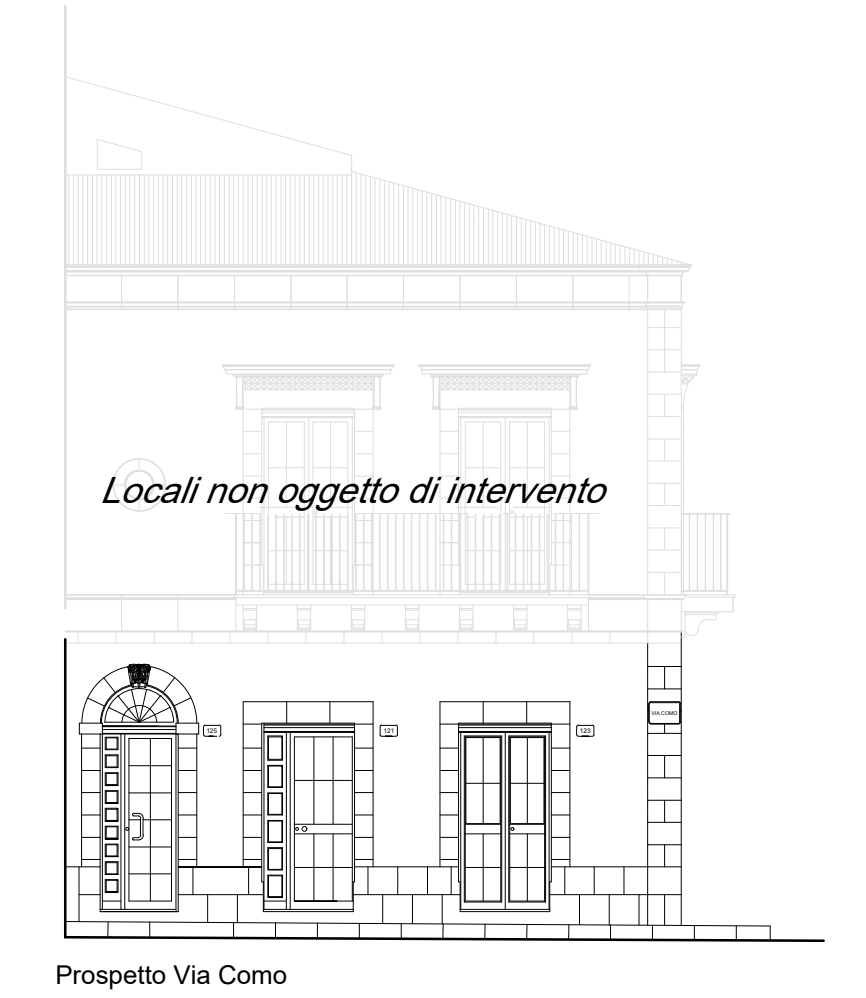 Locali non oggetto di intervento
125
121
123
VIA COMO
Prospetto Via Como